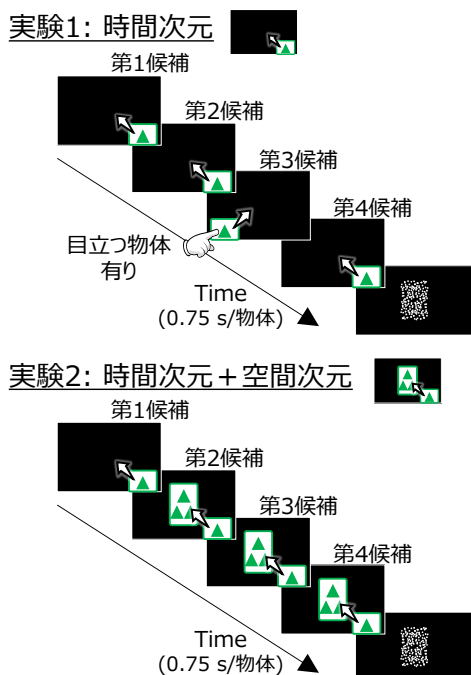 実験1: 時間次元
第1候補
第2候補
第3候補
第4候補
目立つ物体
有り
Time
(0.75 s/物体)
実験2: 時間次元＋空間次元
第1候補
第2候補
第3候補
第4候補
Time
(0.75 s/物体)